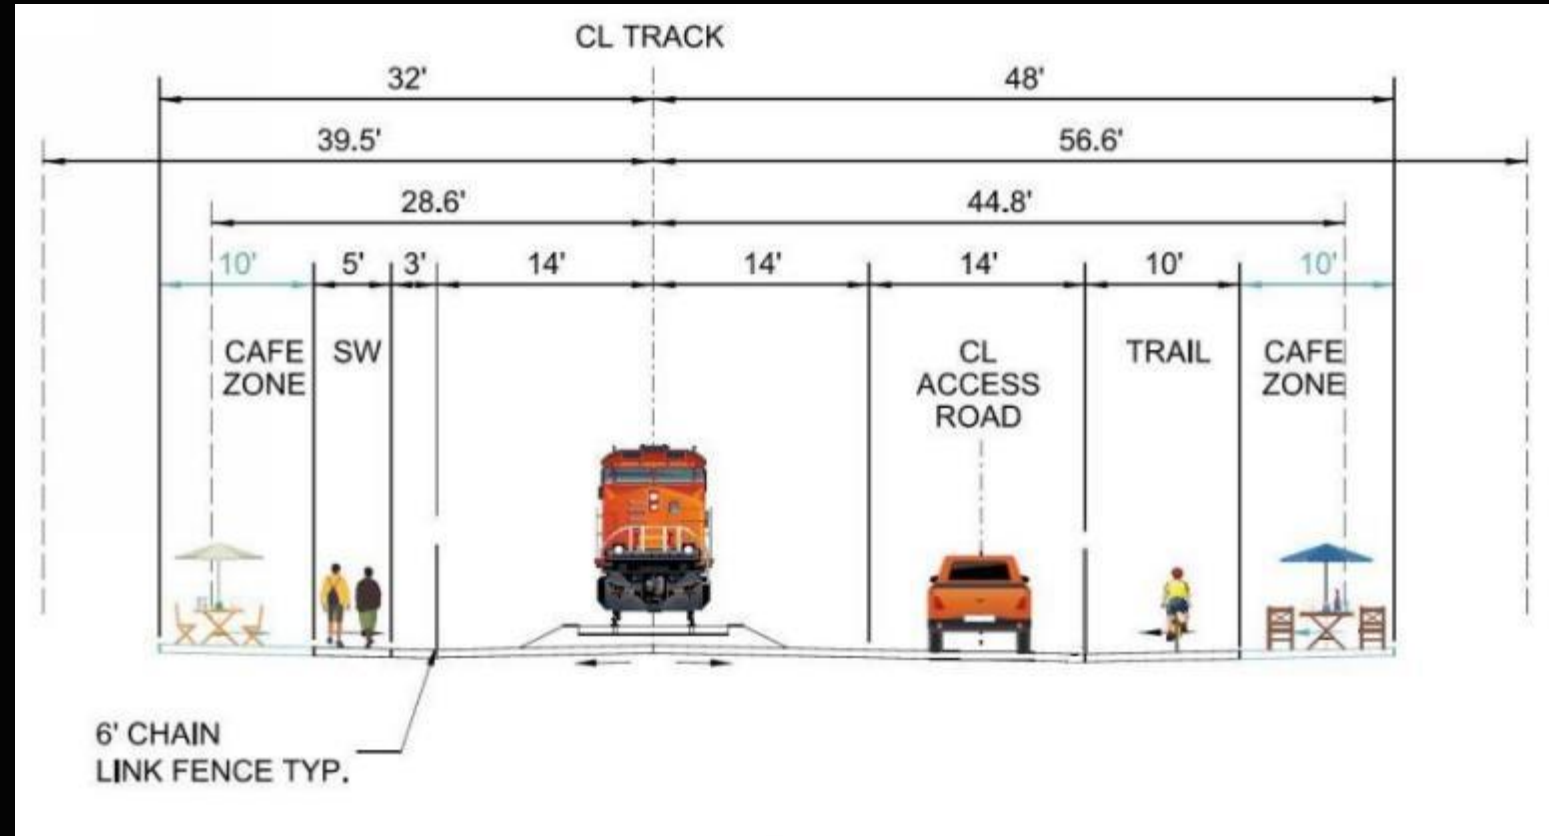 CL TRACK
32' 48'
39.5' 56.6'
28.6' 44.8'
10' 5' 3' 14' 14' 14' 10' 10'
CAFE
ZONE
SW
CL
ACCESS
ROAD
TRAIL
CAFE
ZONE
6' CHAIN
LINK FENCE TYP.